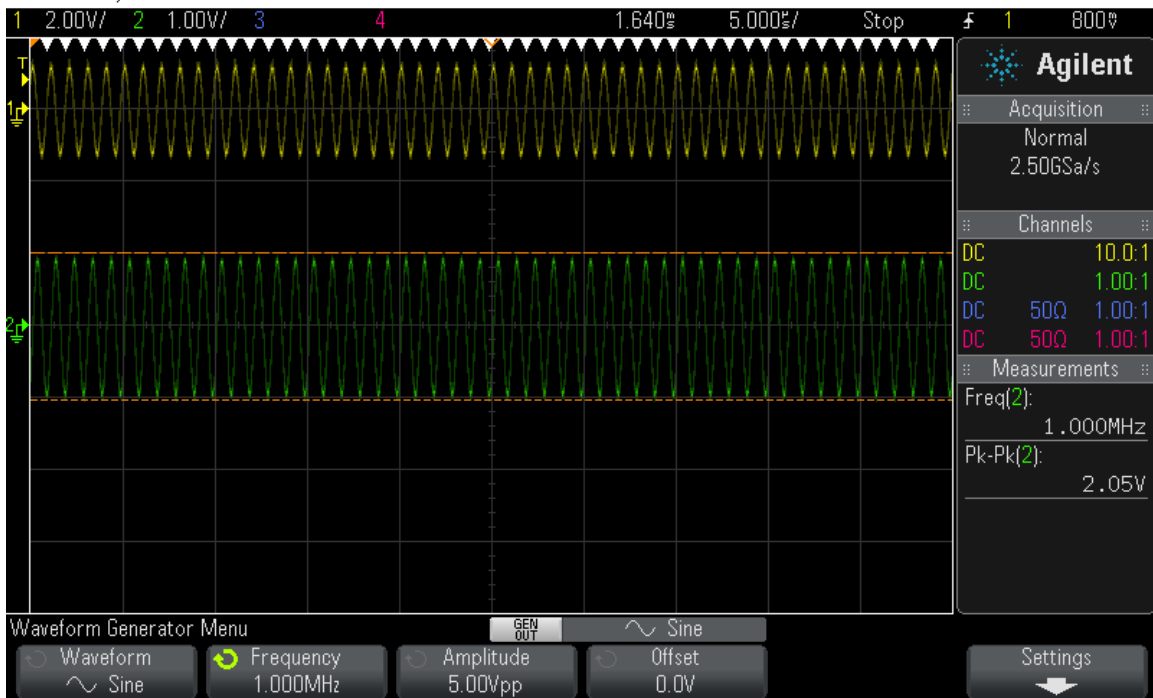 1 2.00V/ 2 1.00V/ 3 4 1.640s 5.000s/ Stop 1 800V
Agilent
T
1
2
Acquisition
Normal
2.50GSa/s
Channels
DC 10.0:1
DC 1.00:1
DC 50Ω 1.00:1
DC 50Ω 1.00:1
Measurements
Freq(2):
1.000MHz
Pk-Pk(2):
2.05V
Waveform Generator Menu GEN OUT Sine
Waveform Frequency Amplitude Offset Settings
Sine 1.000MHz 5.00Vpp 0.0V